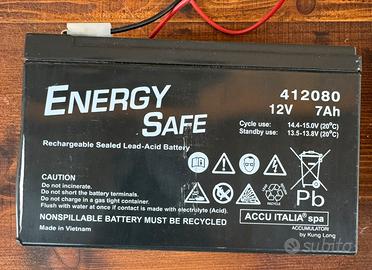 ENERGY
SAFE
Rechargeable Sealed Lead-Acid Battery
412080
12V 7Ah
Cycle use: 14.4-15.0V (20°C)
Standby use: 13.5-13.8V (20°C)
CAUTION
Do not incinerate.
Do not short the battery terminals.
Do not charge in a gas tight container.
Flush with water at once if contact is made with electrolyte (Acid).
NONSPILLABLE BATTERY MUST BE RECYCLED
Made in Vietnam
Pb
ACCU ITALIA® spa
ACCUMULATORI
by Kung Long
subito